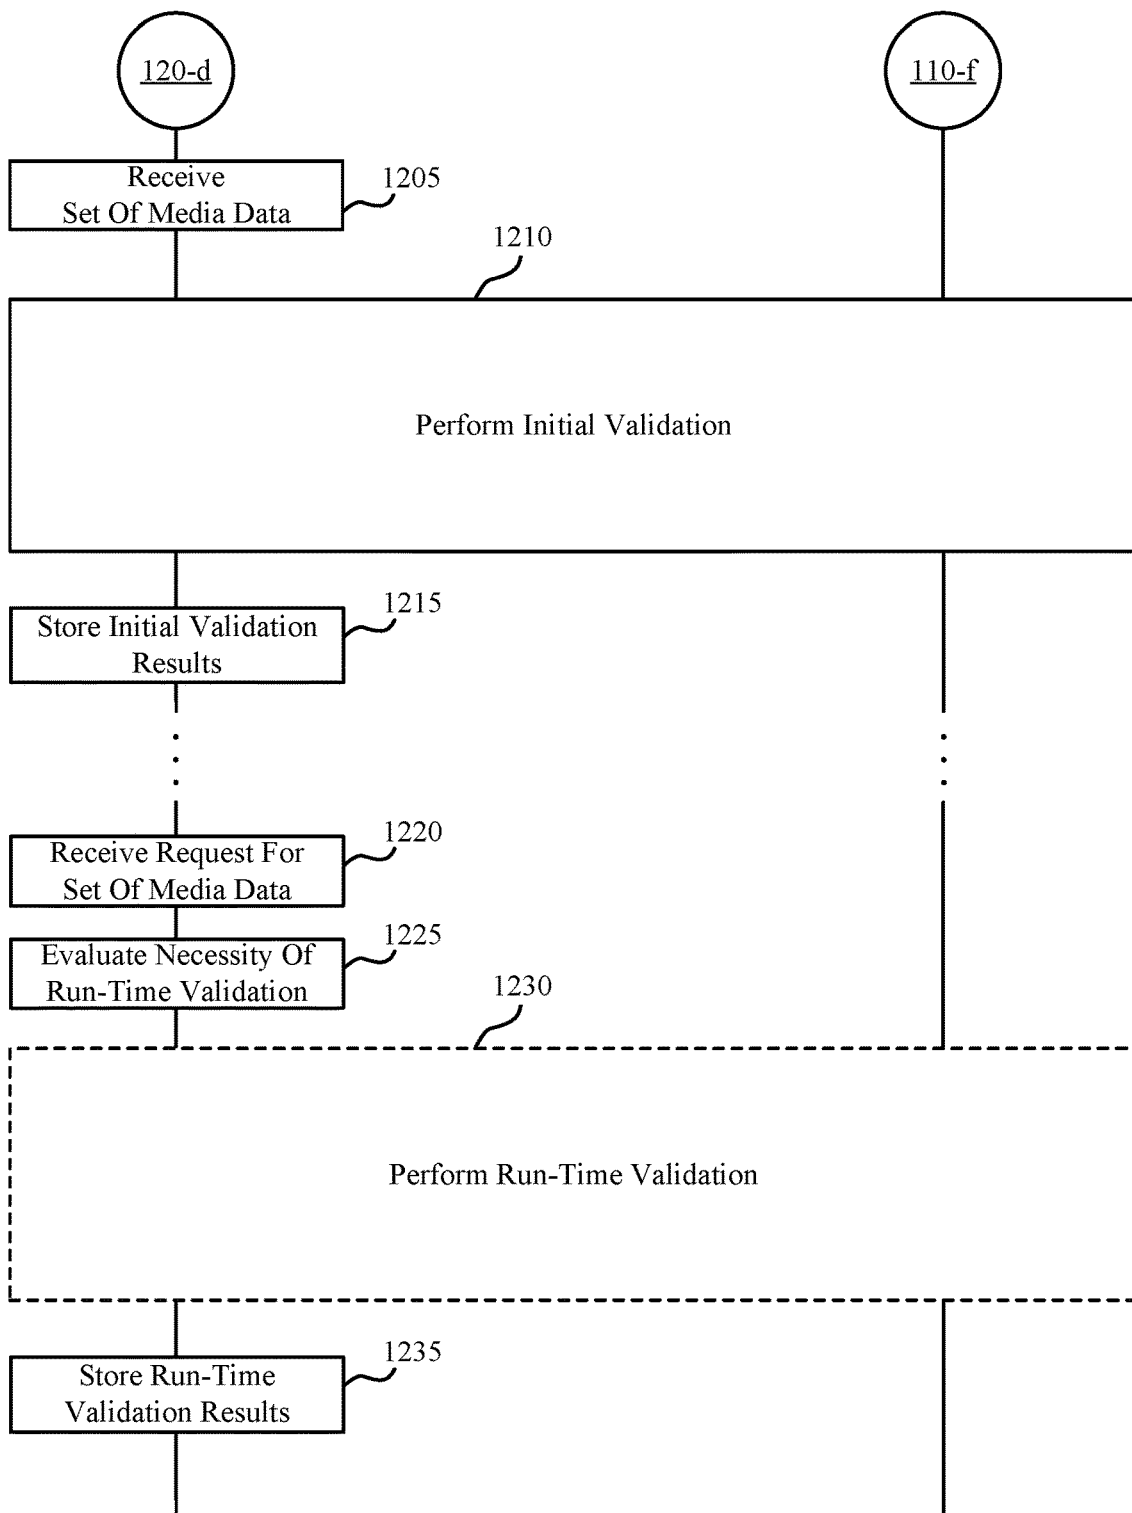 120-d
110-f
Receive
Set Of Media Data
1205
1210
Perform Initial Validation
1215
Store Initial Validation
Results
1220
Receive Request For
Set Of Media Data
1225
Evaluate Necessity Of
Run-Time Validation
1230
Perform Run-Time Validation
1235
Store Run-Time
Validation Results